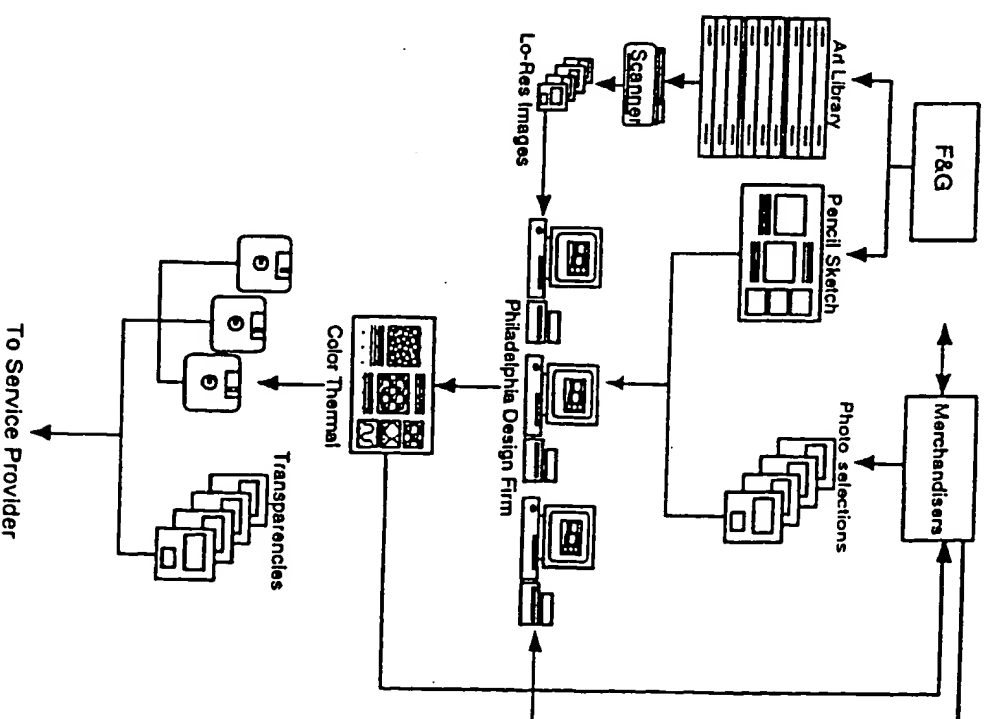 F&G
Merchandisers
Art Library
Pencil Sketch
Photo selections
Scanner
Lo-Res Images
Philadelphia Design Firm
Color Thermal
Transparencies
To Service Provider